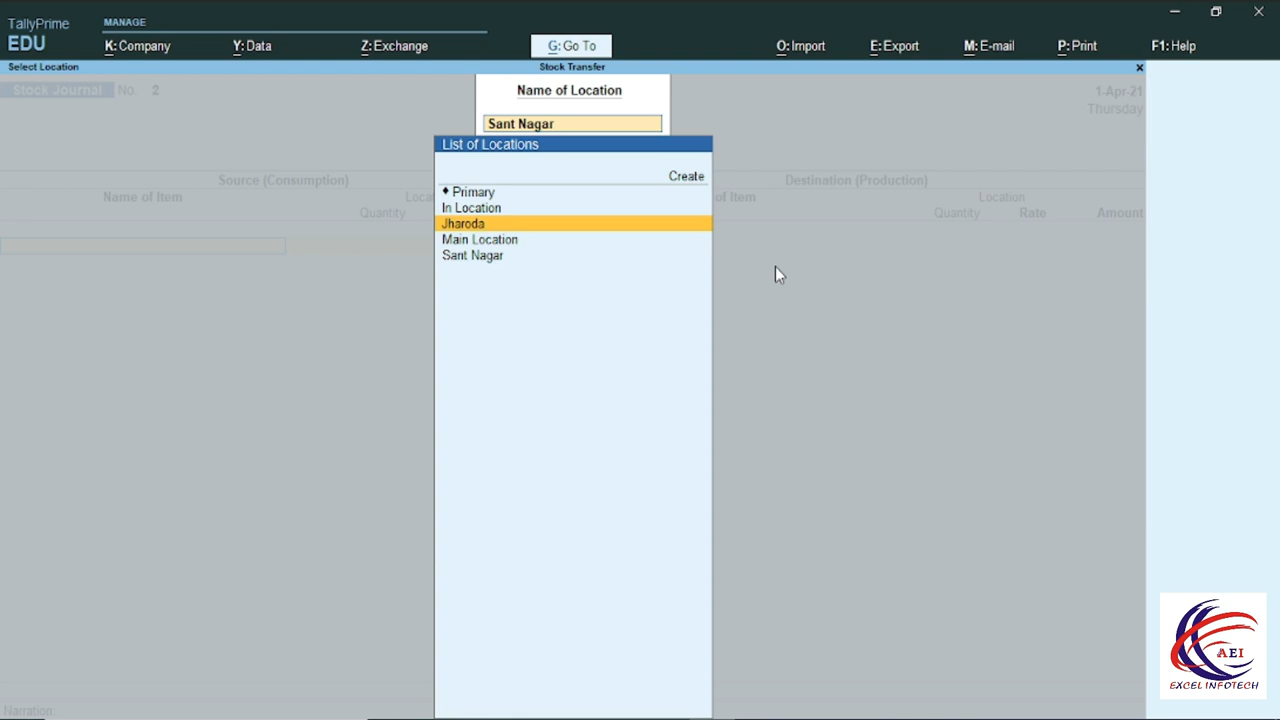 TallyPrime
EDU
MANAGE
K: Company
Y: Data
Z: Exchange
G: Go To
O: Import
E: Export
M: E-mail
P: Print
F1: Help
Select Location
Stock Transfer
×
Stock Journal No. 2
Name of Location
1-Apr-21
Thursday
Sant Nagar
List of Locations
Create
♦ Primary
In Location
Jharoda
Main Location
Sant Nagar
Source (Consumption)
Destination (Production)
Name of Item
Loca
of Item
Location
Quantity
Quantity
Rate
Amount
Narration:
AEI
EXCEL INFOTECH